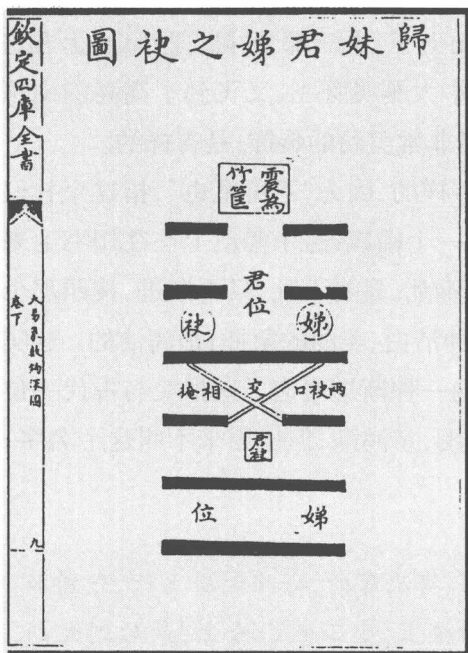 歸妹君娣之袂圖
震為
竹筐
君位
娣
袂
兩袂口
交
相掩
君袂
娣
位
欽定四庫全書
卷下
大易象數鈎深圖
九